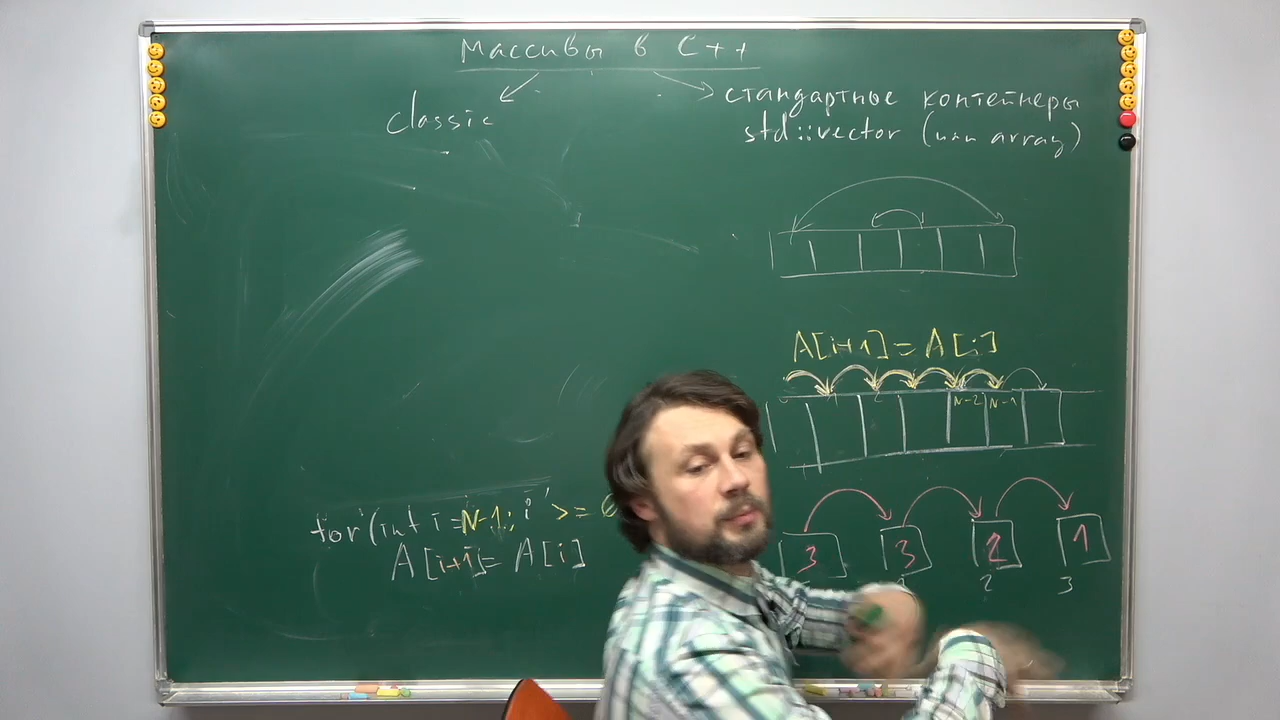 Массивы в C++
classic
стандартные контейнеры
std::vector (или array)
A[i+1]=A[i]
2 N-2 N-1
for (int i=N-1; i >= 0
A[i+1]= A[i]
3 3 2 1
2 3